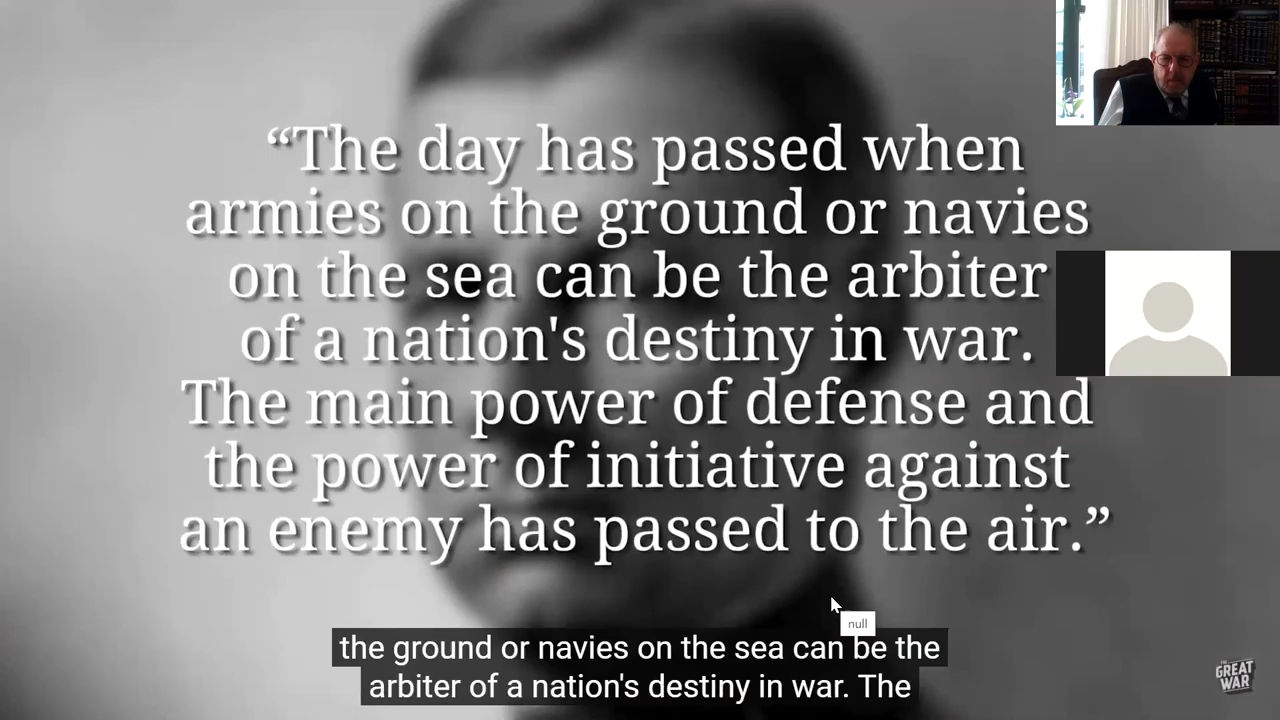 “The day has passed when
armies on the ground or navies
on the sea can be the arbiter
of a nation's destiny in war.
The main power of defense and
the power of initiative against
an enemy has passed to the air.”
null
the ground or navies on the sea can be the
arbiter of a nation's destiny in war. The
THE
GREAT
WAR